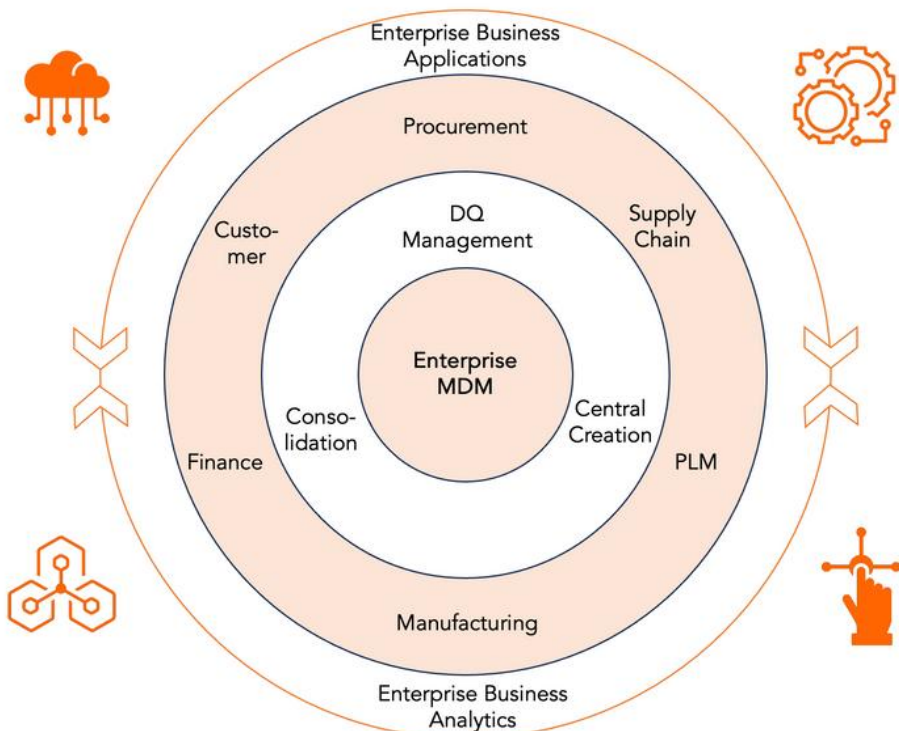 Enterprise Business
Applications
Procurement
Custo-
mer
DQ
Management
Supply
Chain
Enterprise
MDM
Conso-
lidation
Central
Creation
Finance
PLM
Manufacturing
Enterprise Business
Analytics